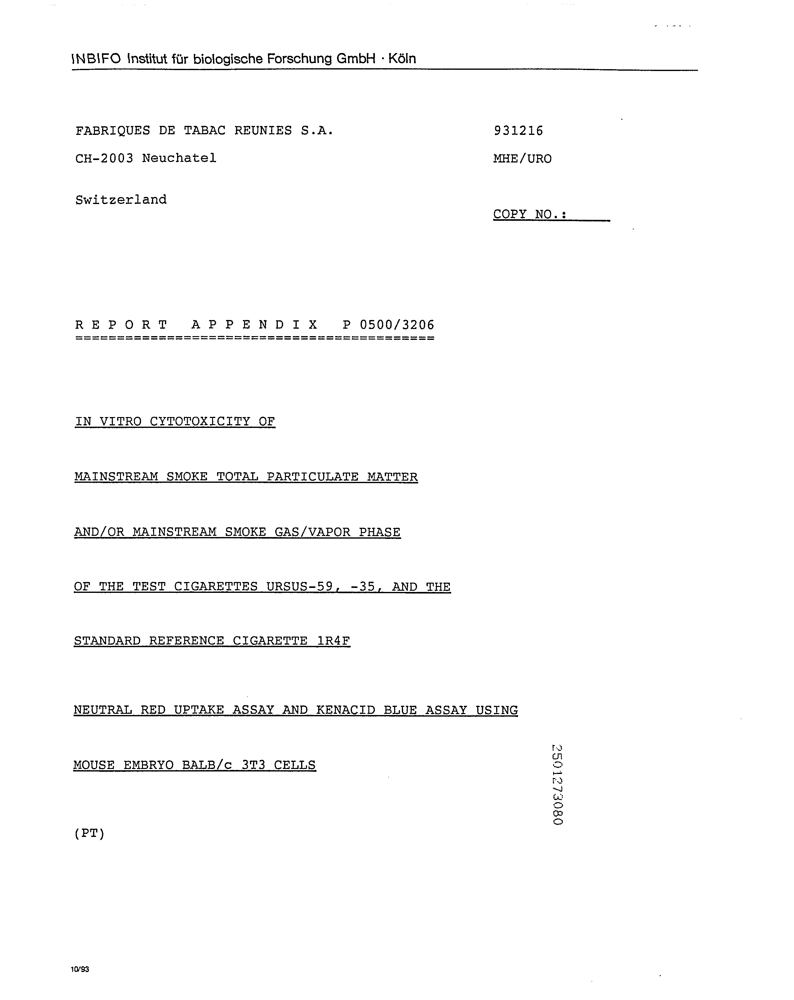 INBIFO Institut für biologische Forschung GmbH · Köln
FABRIQUES DE TABAC REUNIES S.A. 931216
CH-2003 Neuchatel MHE/URO
Switzerland
COPY NO.:
R E P O R T A P P E N D I X P 0500/3206
===========================================
IN VITRO CYTOTOXICITY OF
MAINSTREAM SMOKE TOTAL PARTICULATE MATTER
AND/OR MAINSTREAM SMOKE GAS/VAPOR PHASE
OF THE TEST CIGARETTES URSUS-59, -35, AND THE
STANDARD REFERENCE CIGARETTE 1R4F
NEUTRAL RED UPTAKE ASSAY AND KENACID BLUE ASSAY USING
MOUSE EMBRYO BALB/c 3T3 CELLS
2501273080
(PT)
10/93